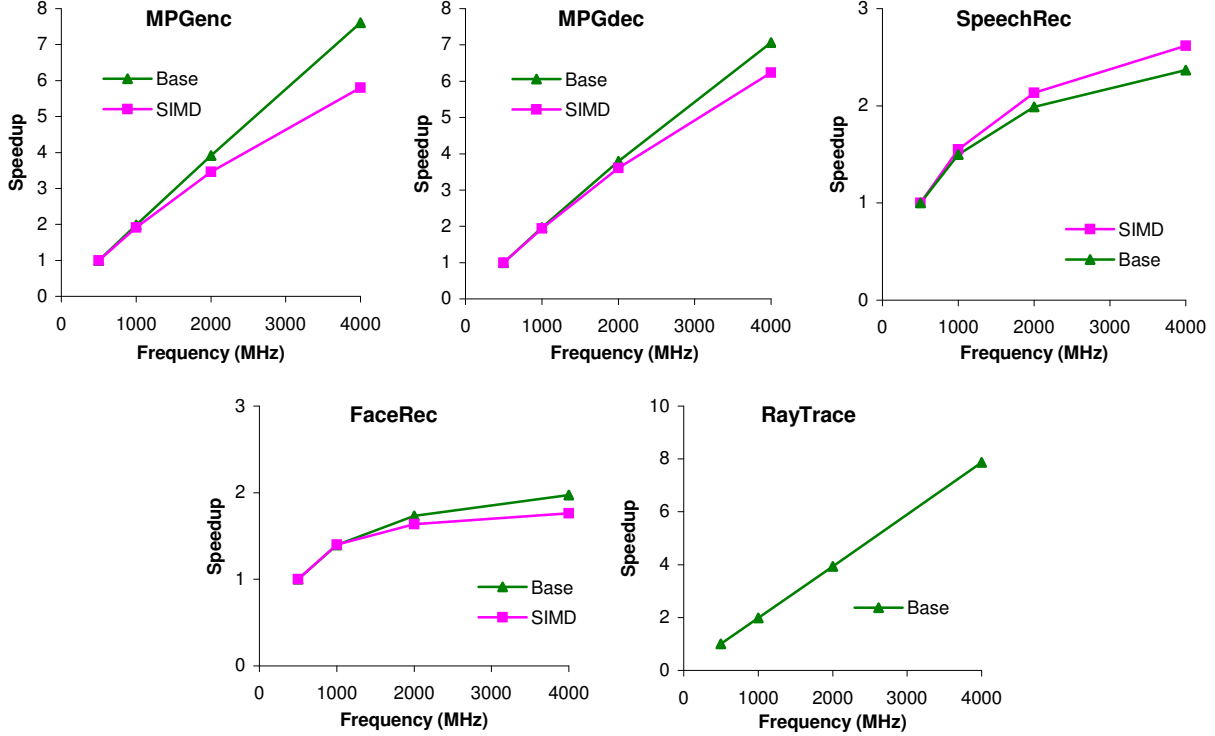 MPGenc
8
7
6
5
4
3
2
1
0
Speedup
Base
SIMD
0 1000 2000 3000 4000
Frequency (MHz)
MPGdec
8
7
6
5
4
3
2
1
0
Speedup
Base
SIMD
0 1000 2000 3000 4000
Frequency (MHz)
SpeechRec
3
2
1
0
Speedup
SIMD
Base
0 1000 2000 3000 4000
Frequency (MHz)
FaceRec
3
2
1
0
Speedup
Base
SIMD
0 1000 2000 3000 4000
Frequency (MHz)
RayTrace
10
8
6
4
2
0
Speedup
Base
0 1000 2000 3000 4000
Frequency (MHz)